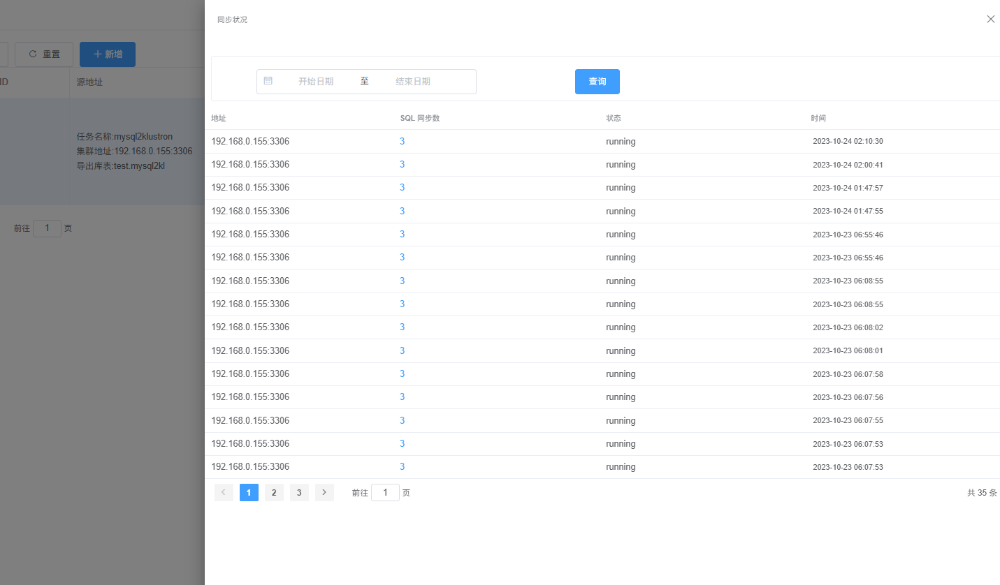 同步状况
重置
新增
ID
源地址
任务名称:mysql2klustron
集群地址:192.168.0.155:3306
导出库表:test.mysql2kl
前往 1 页
开始日期 至 结束日期
查询
地址 SQL 同步数 状态 时间
192.168.0.155:3306 3 running 2023-10-24 02:10:30
192.168.0.155:3306 3 running 2023-10-24 02:00:41
192.168.0.155:3306 3 running 2023-10-24 01:47:57
192.168.0.155:3306 3 running 2023-10-24 01:47:55
192.168.0.155:3306 3 running 2023-10-23 06:55:46
192.168.0.155:3306 3 running 2023-10-23 06:55:46
192.168.0.155:3306 3 running 2023-10-23 06:08:55
192.168.0.155:3306 3 running 2023-10-23 06:08:55
192.168.0.155:3306 3 running 2023-10-23 06:08:02
192.168.0.155:3306 3 running 2023-10-23 06:08:01
192.168.0.155:3306 3 running 2023-10-23 06:07:58
192.168.0.155:3306 3 running 2023-10-23 06:07:56
192.168.0.155:3306 3 running 2023-10-23 06:07:55
192.168.0.155:3306 3 running 2023-10-23 06:07:53
192.168.0.155:3306 3 running 2023-10-23 06:07:53
1 2 3 前往 1 页 共 35 条